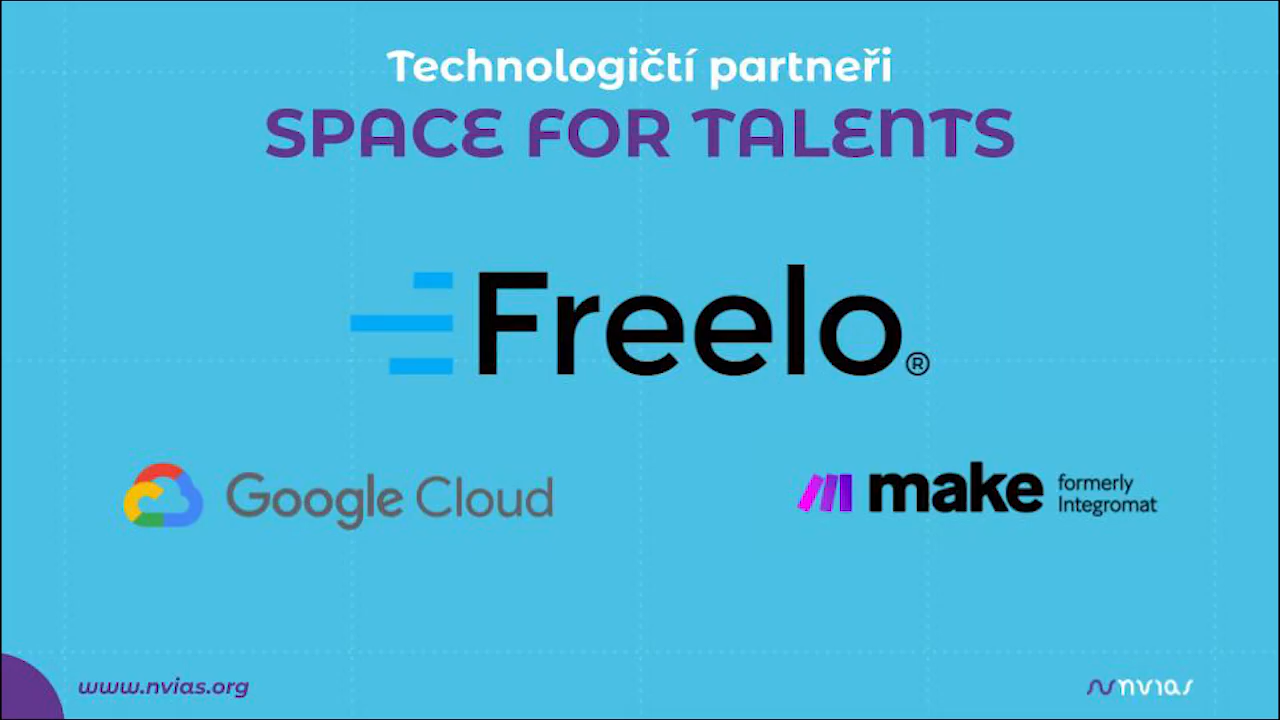 Technologičtí partneři
SPACE FOR TALENTS
Freelo®
Google Cloud
make formerly
Integromat
www.nvias.org
nvias